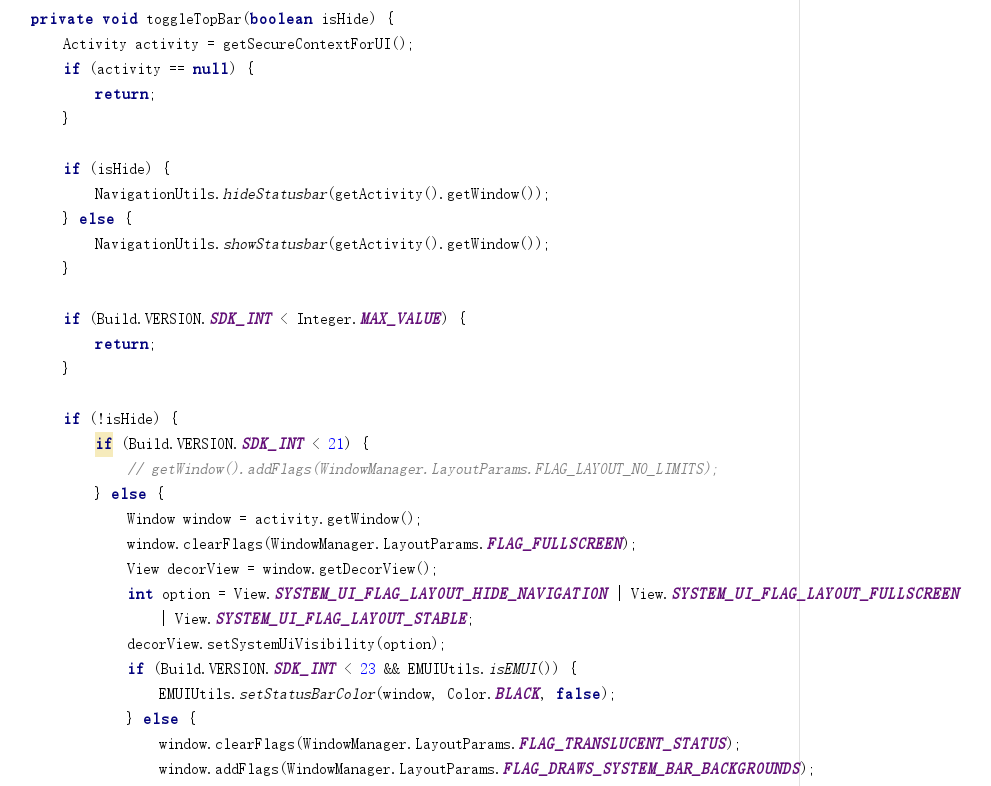 private void toggleTopBar(boolean isHide) {
    Activity activity = getSecureContextForUI();
    if (activity == null) {
        return;
    }

    if (isHide) {
        NavigationUtils.hideStatusbar(getActivity().getWindow());
    } else {
        NavigationUtils.showStatusbar(getActivity().getWindow());
    }

    if (Build.VERSION.SDK_INT < Integer.MAX_VALUE) {
        return;
    }

    if (!isHide) {
        if (Build.VERSION.SDK_INT < 21) {
            // getWindow().addFlags(WindowManager.LayoutParams.FLAG_LAYOUT_NO_LIMITS);
        } else {
            Window window = activity.getWindow();
            window.clearFlags(WindowManager.LayoutParams.FLAG_FULLSCREEN);
            View decorView = window.getDecorView();
            int option = View.SYSTEM_UI_FLAG_LAYOUT_HIDE_NAVIGATION | View.SYSTEM_UI_FLAG_LAYOUT_FULLSCREEN
                | View.SYSTEM_UI_FLAG_LAYOUT_STABLE;
            decorView.setSystemUiVisibility(option);
            if (Build.VERSION.SDK_INT < 23 && EMUIUtils.isEMUI()) {
                EMUIUtils.setStatusBarColor(window, Color.BLACK, false);
            } else {
                window.clearFlags(WindowManager.LayoutParams.FLAG_TRANSLUCENT_STATUS);
                window.addFlags(WindowManager.LayoutParams.FLAG_DRAWS_SYSTEM_BAR_BACKGROUNDS);